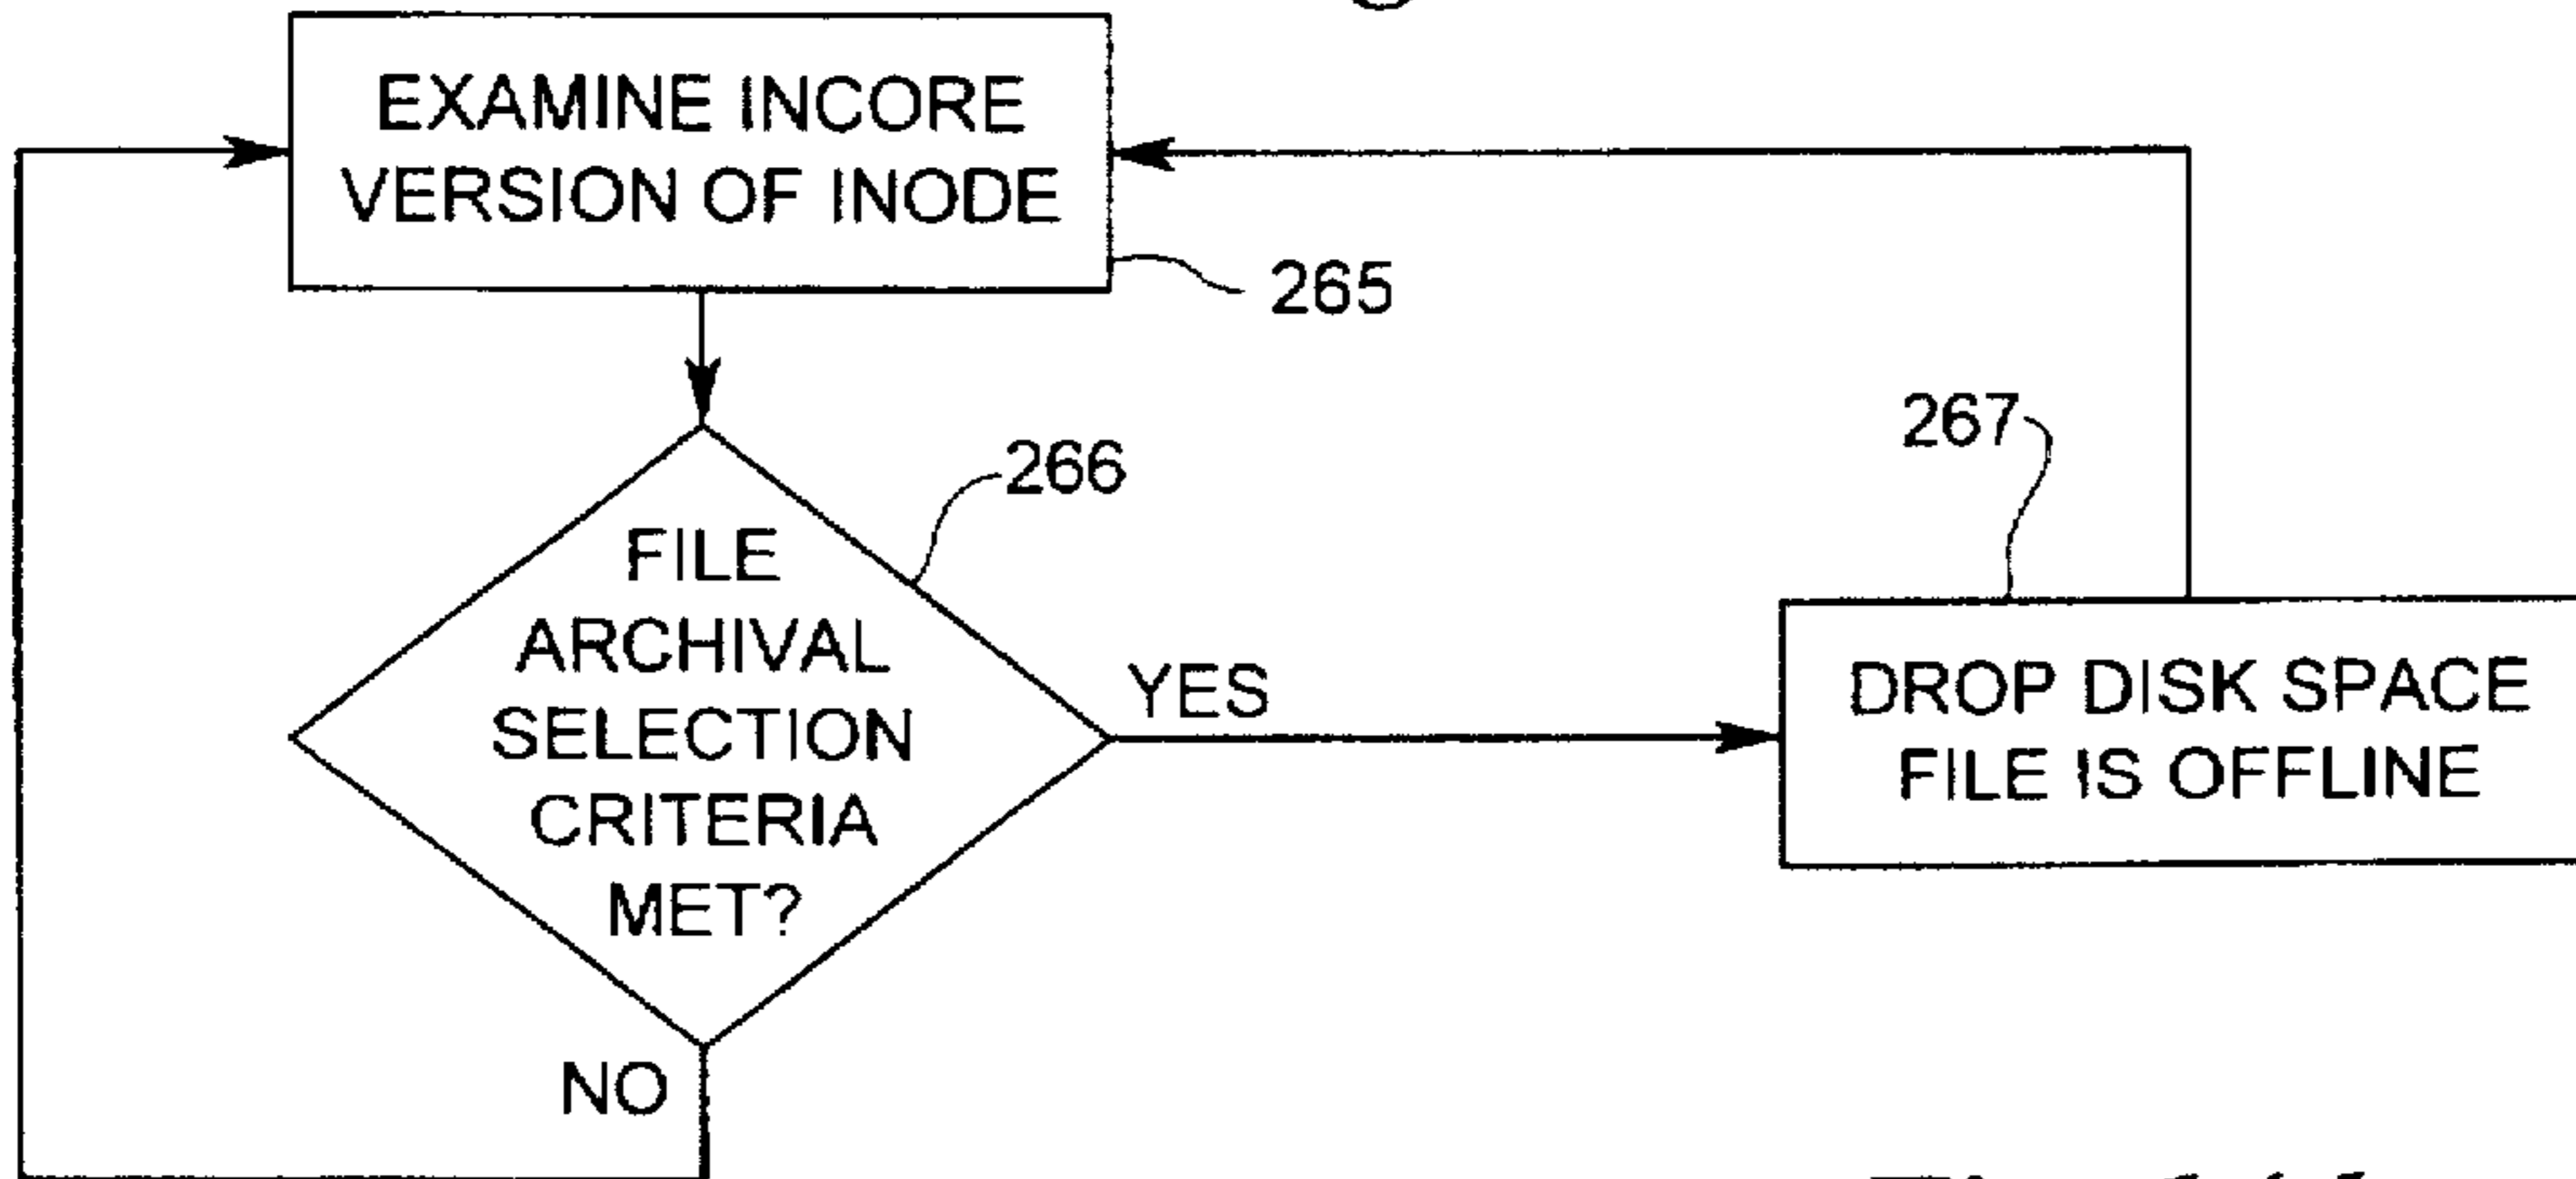 EXAMINE INCORE
VERSION OF INODE
265
266
267
FILE
ARCHIVAL
SELECTION
CRITERIA
MET?
YES
DROP DISK SPACE
FILE IS OFFLINE
NO